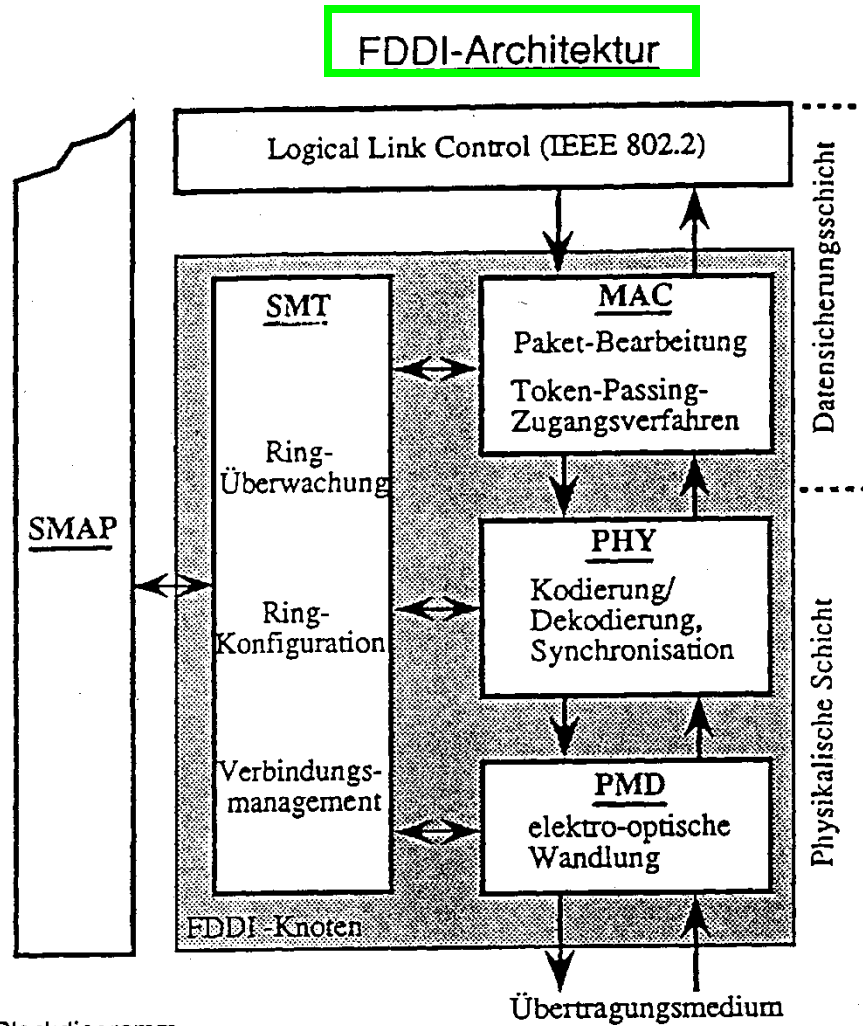 FDDI-Architektur
Logical Link Control (IEEE 802.2)
Datensicherungsschicht
SMAP
SMT
Ring-
Überwachung
Ring-
Konfiguration
Verbindungs-
management
MAC
Paket-Bearbeitung
Token-Passing-
Zugangsverfahren
PHY
Kodierung/
Dekodierung,
Synchronisation
PMD
elektro-optische
Wandlung
Physikalische Schicht
FDDI-Knoten
Übertragungsmedium